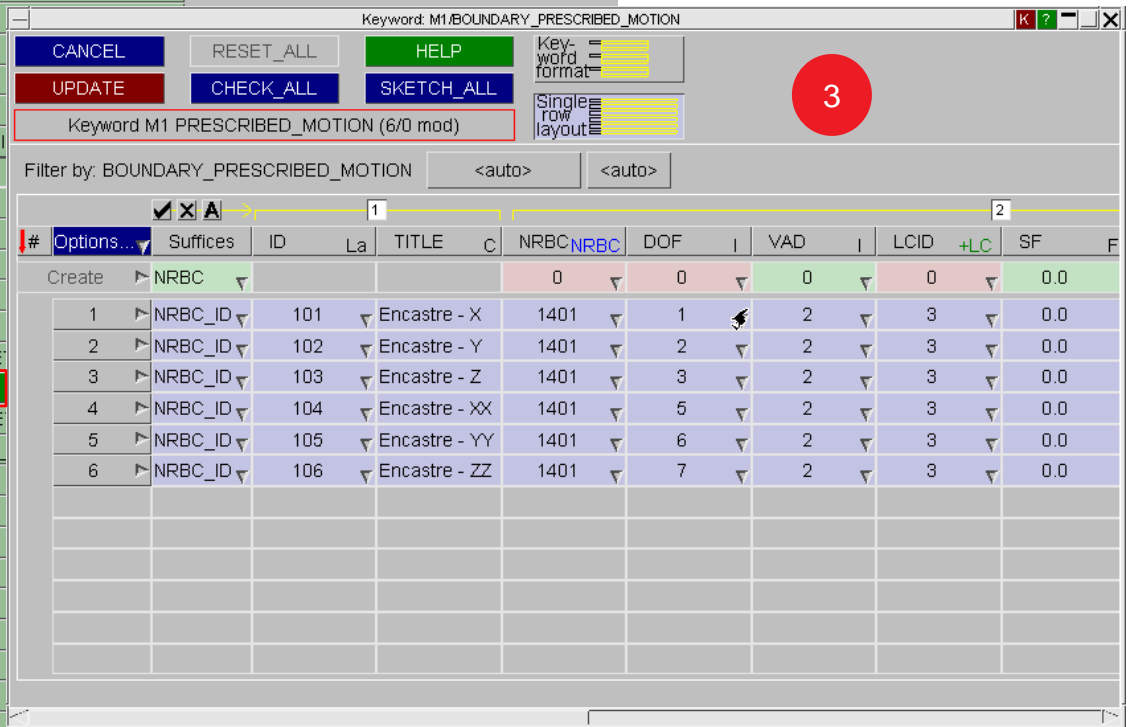 Keyword: M1/BOUNDARY_PRESCRIBED_MOTION K ?
CANCEL RESET_ALL HELP Key-word format
UPDATE CHECK_ALL SKETCH_ALL Single row layout
Keyword M1 PRESCRIBED_MOTION (6/0 mod)
3
Filter by: BOUNDARY_PRESCRIBED_MOTION <auto> <auto>
A 1 2
# Options... Suffices ID La TITLE C NRBC NRBC DOF I VAD I LCID +LC SF F
Create NRBC 0 0 0 0 0.0
1 NRBC_ID 101 Encastre - X 1401 1 2 3 0.0
2 NRBC_ID 102 Encastre - Y 1401 2 2 3 0.0
3 NRBC_ID 103 Encastre - Z 1401 3 2 3 0.0
4 NRBC_ID 104 Encastre - XX 1401 5 2 3 0.0
5 NRBC_ID 105 Encastre - YY 1401 6 2 3 0.0
6 NRBC_ID 106 Encastre - ZZ 1401 7 2 3 0.0